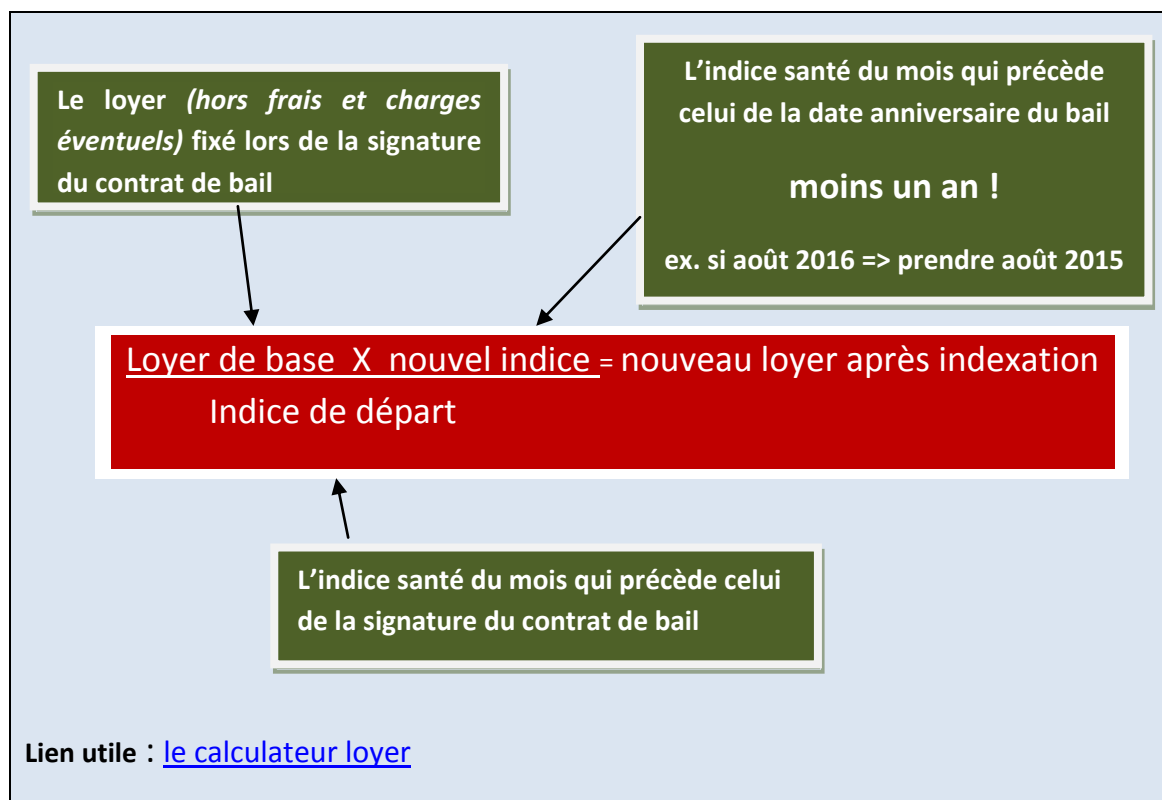 Le loyer (hors frais et charges
éventuels) fixé lors de la signature
du contrat de bail
L’indice santé du mois qui précède
celui de la date anniversaire du bail
moins un an !
ex. si août 2016 => prendre août 2015
Loyer de base X nouvel indice = nouveau loyer après indexation
Indice de départ
L’indice santé du mois qui précède celui
de la signature du contrat de bail
Lien utile : le calculateur loyer